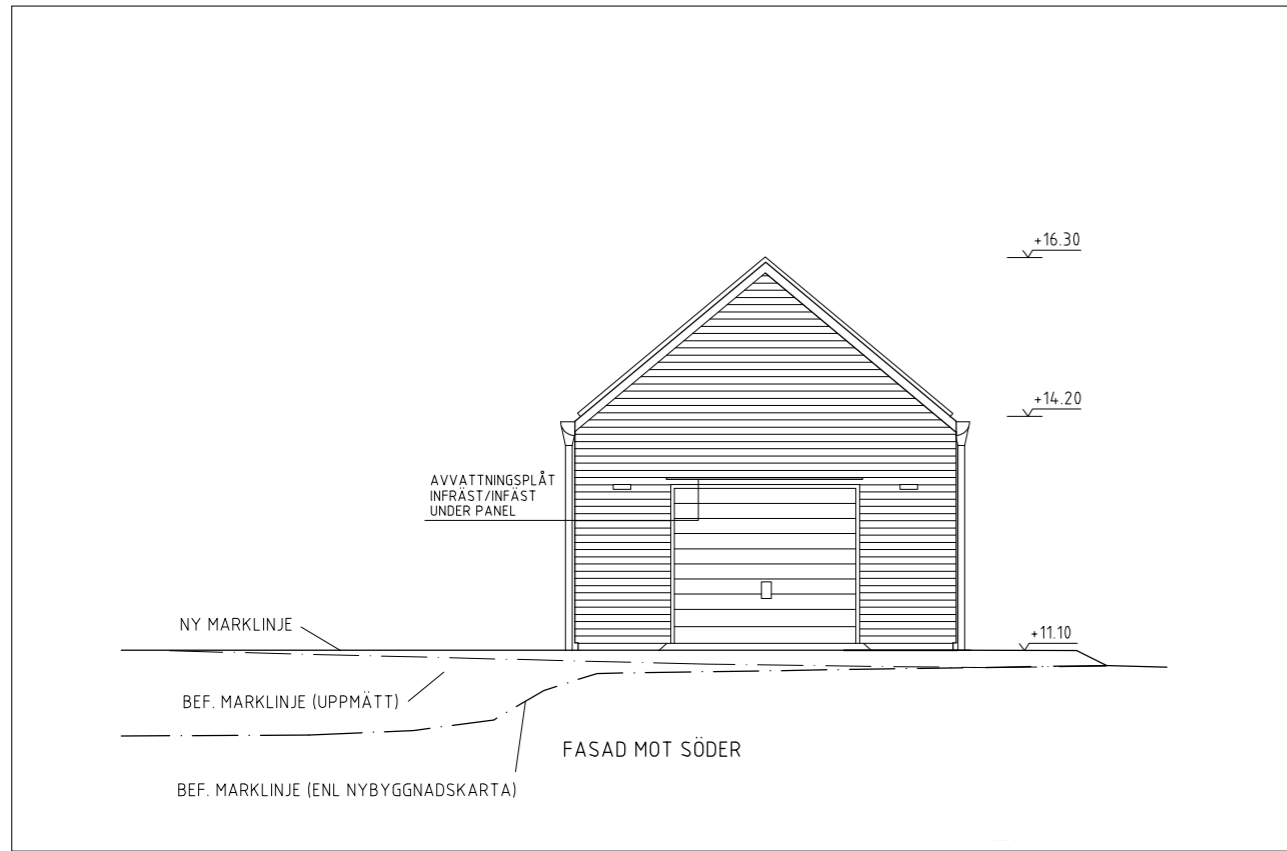 +16.30
+14.20
AVVATTNINGSPLÅT
INFRÄST/INFÄST
UNDER PANEL
NY MARKLINJE
+11.10
BEF. MARKLINJE (UPPMÄTT)
FASAD MOT SÖDER
BEF. MARKLINJE (ENL NYBYGGNADSKARTA)